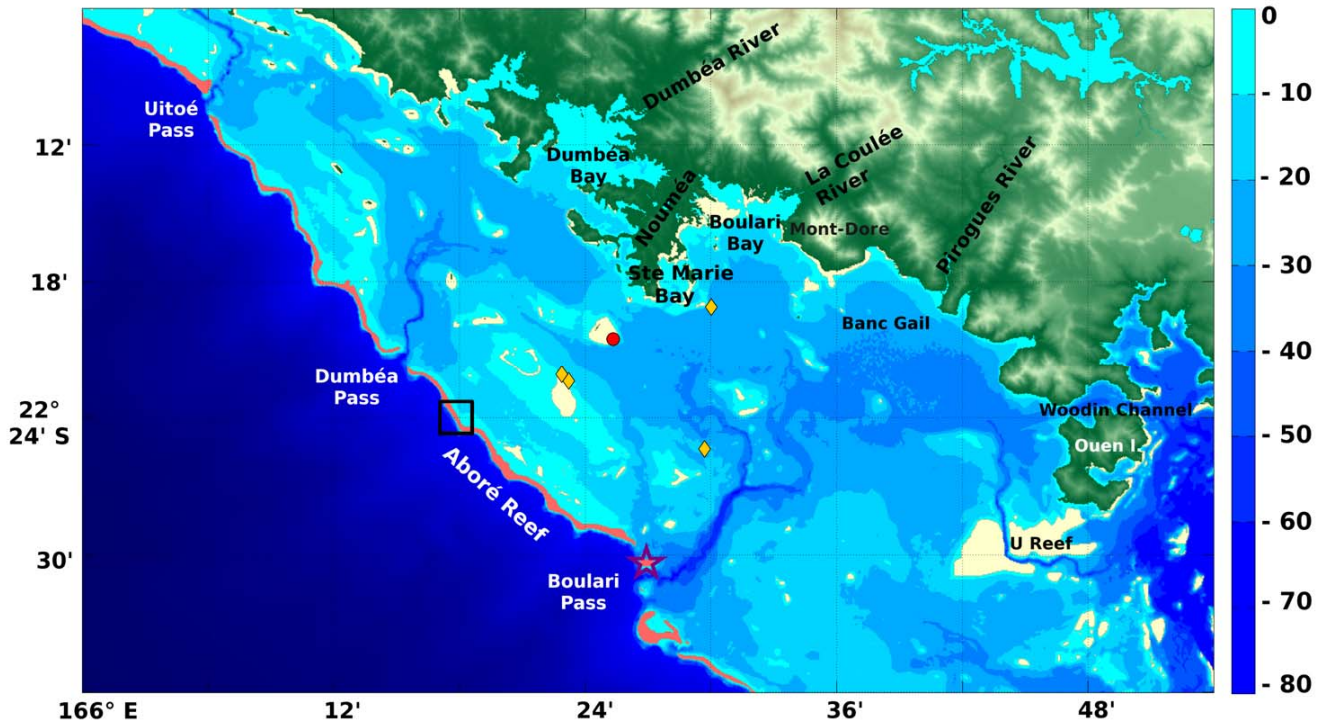 0
- 10
- 20
- 30
- 40
- 50
- 60
- 70
- 80
12'
18'
22°
24' S
30'
166° E
12'
24'
36'
48'
Uitoé
Pass
Dumbéa River
Dumbéa
Bay
Nouméa
La Coulée
River
Boulari
Bay
Mont-Dore
Pirogues River
Ste Marie
Bay
Banc Gail
Dumbéa
Pass
Woodin Channel
Ouen I.
Aboré Reef
U Reef
Boulari
Pass